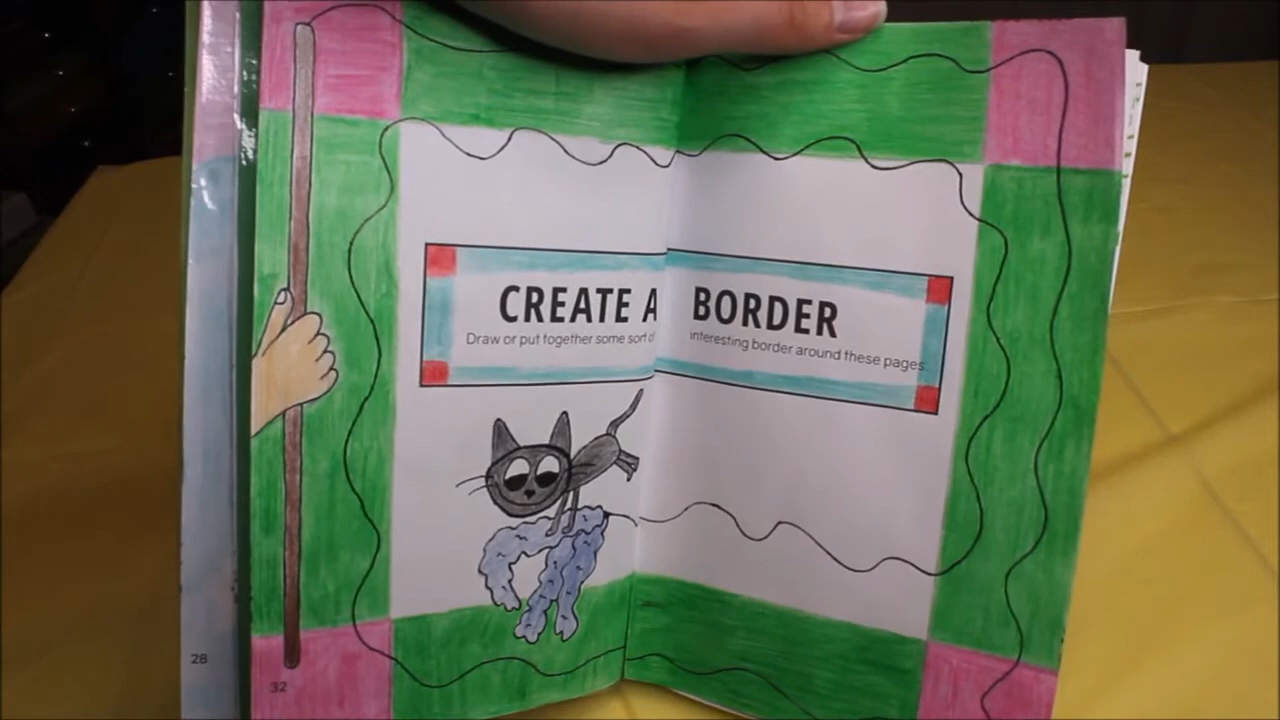 CREATE A BORDER
Draw or put together some sort of interesting border around these pages.
28
32